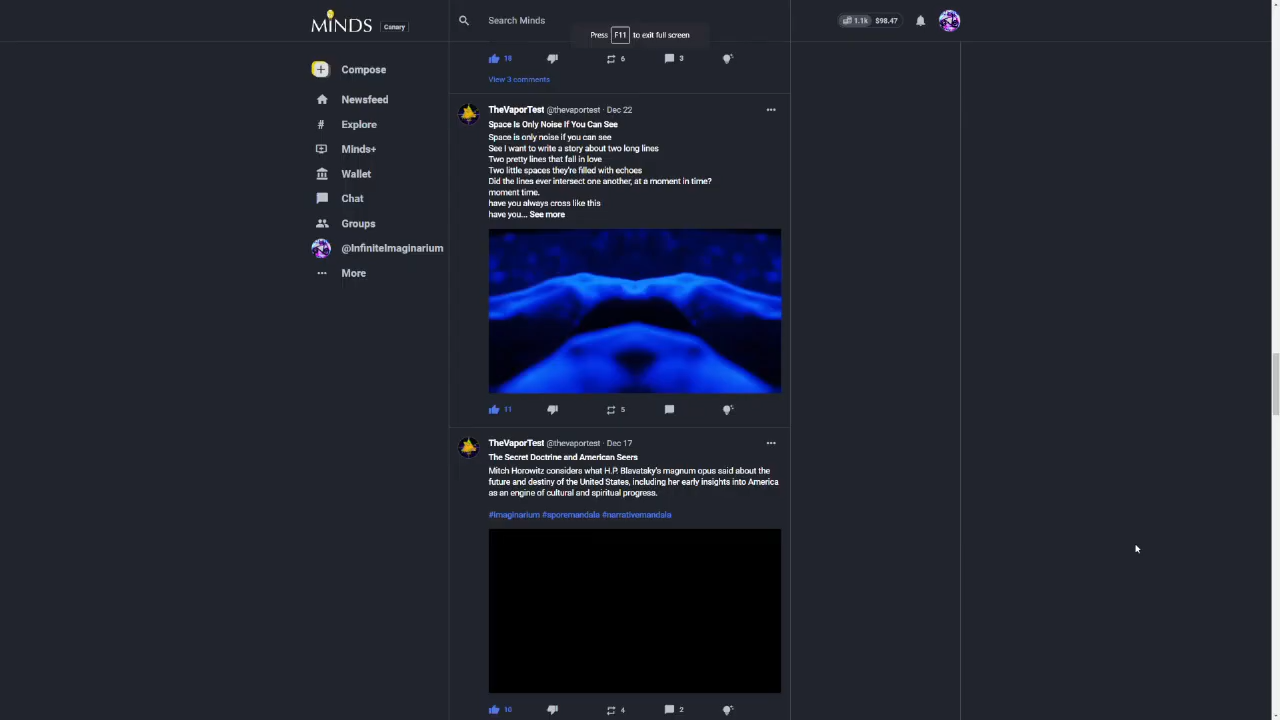 MINDS
Canary
Search Minds
Press F11 to exit full screen
1.1k $98.47
Compose
Newsfeed
# Explore
Minds+
Wallet
Chat
Groups
@InfiniteImaginarium
More
18 6 3
View 3 comments
TheVaporTest @thevaportest · Dec 22
Space Is Only Noise If You Can See
Space is only noise if you can see
See I want to write a story about two long lines
Two pretty lines that fall in love
Two little spaces they're filled with echoes
Did the lines ever intersect one another, at a moment in time?
moment time.
have you always cross like this
have you... See more
11 5
TheVaporTest @thevaportest · Dec 17
The Secret Doctrine and American Seers
Mitch Horowitz considers what H.P. Blavatsky's magnum opus said about the
future and destiny of the United States, including her early insights into America
as an engine of cultural and spiritual progress.
#Imaginarium #sporemandala #narrativemandala
10 4 2